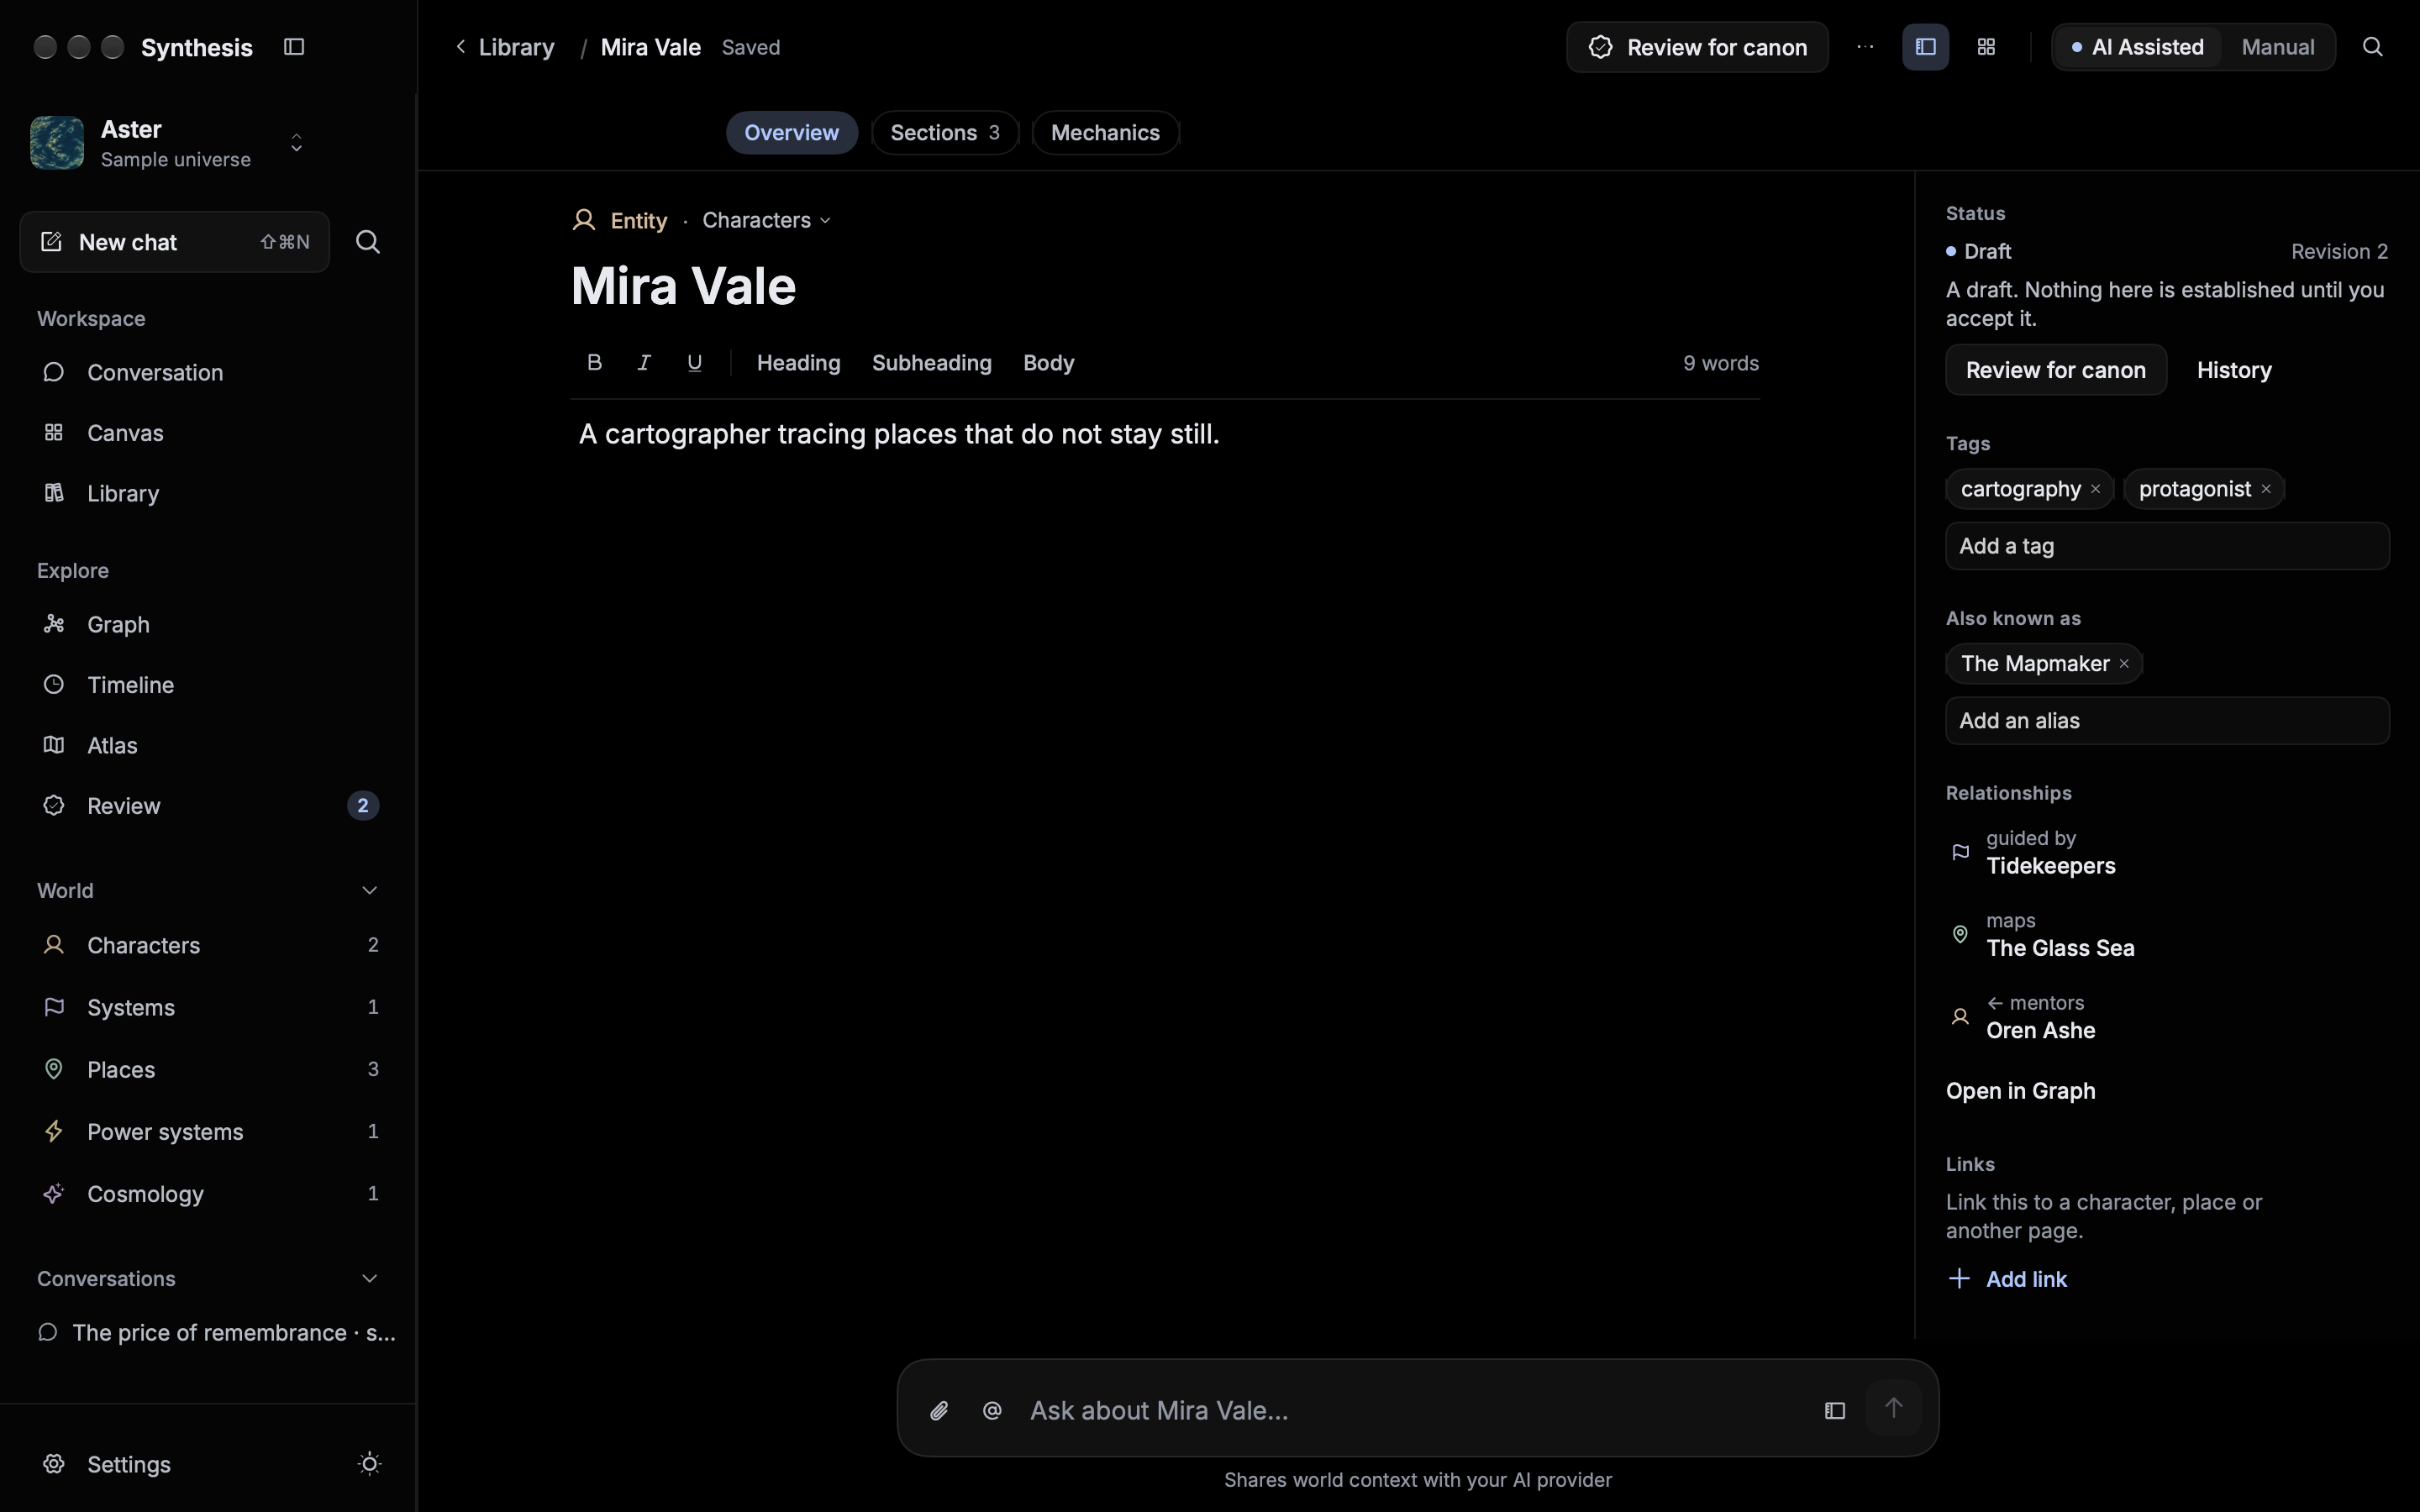 Synthesis
Aster
Sample universe
New chat ⇧⌘N
Workspace
Conversation
Canvas
Library
Explore
Graph
Timeline
Atlas
Review 2
World
Characters 2
Systems 1
Places 3
Power systems 1
Cosmology 1
Conversations
The price of remembrance · s...
Settings
Library / Mira Vale Saved
Review for canon ··· AI Assisted Manual
Overview Sections 3 Mechanics
Entity · Characters
Mira Vale
B I U Heading Subheading Body 9 words
A cartographer tracing places that do not stay still.
Status
Draft Revision 2
A draft. Nothing here is established until you
accept it.
Review for canon History
Tags
cartography × protagonist ×
Add a tag
Also known as
The Mapmaker ×
Add an alias
Relationships
guided by
Tidekeepers
maps
The Glass Sea
← mentors
Oren Ashe
Open in Graph
Links
Link this to a character, place or
another page.
+ Add link
@ Ask about Mira Vale...
Shares world context with your AI provider